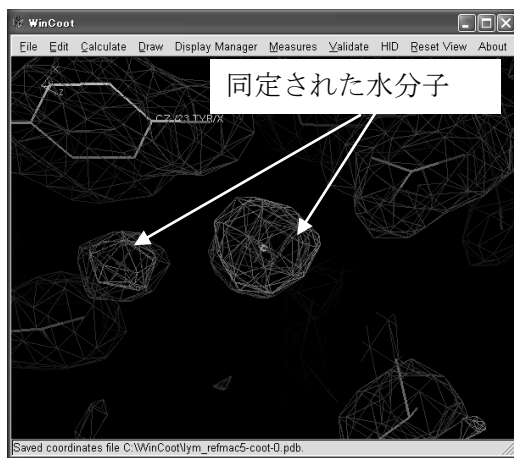 WinCoot
File Edit Calculate Draw Display Manager Measures Validate HID Reset View About
同定された水分子
CZ /23 TYR/X
Saved coordinates file C:\WinCoot\lym_refmac5-coot-0.pdb.